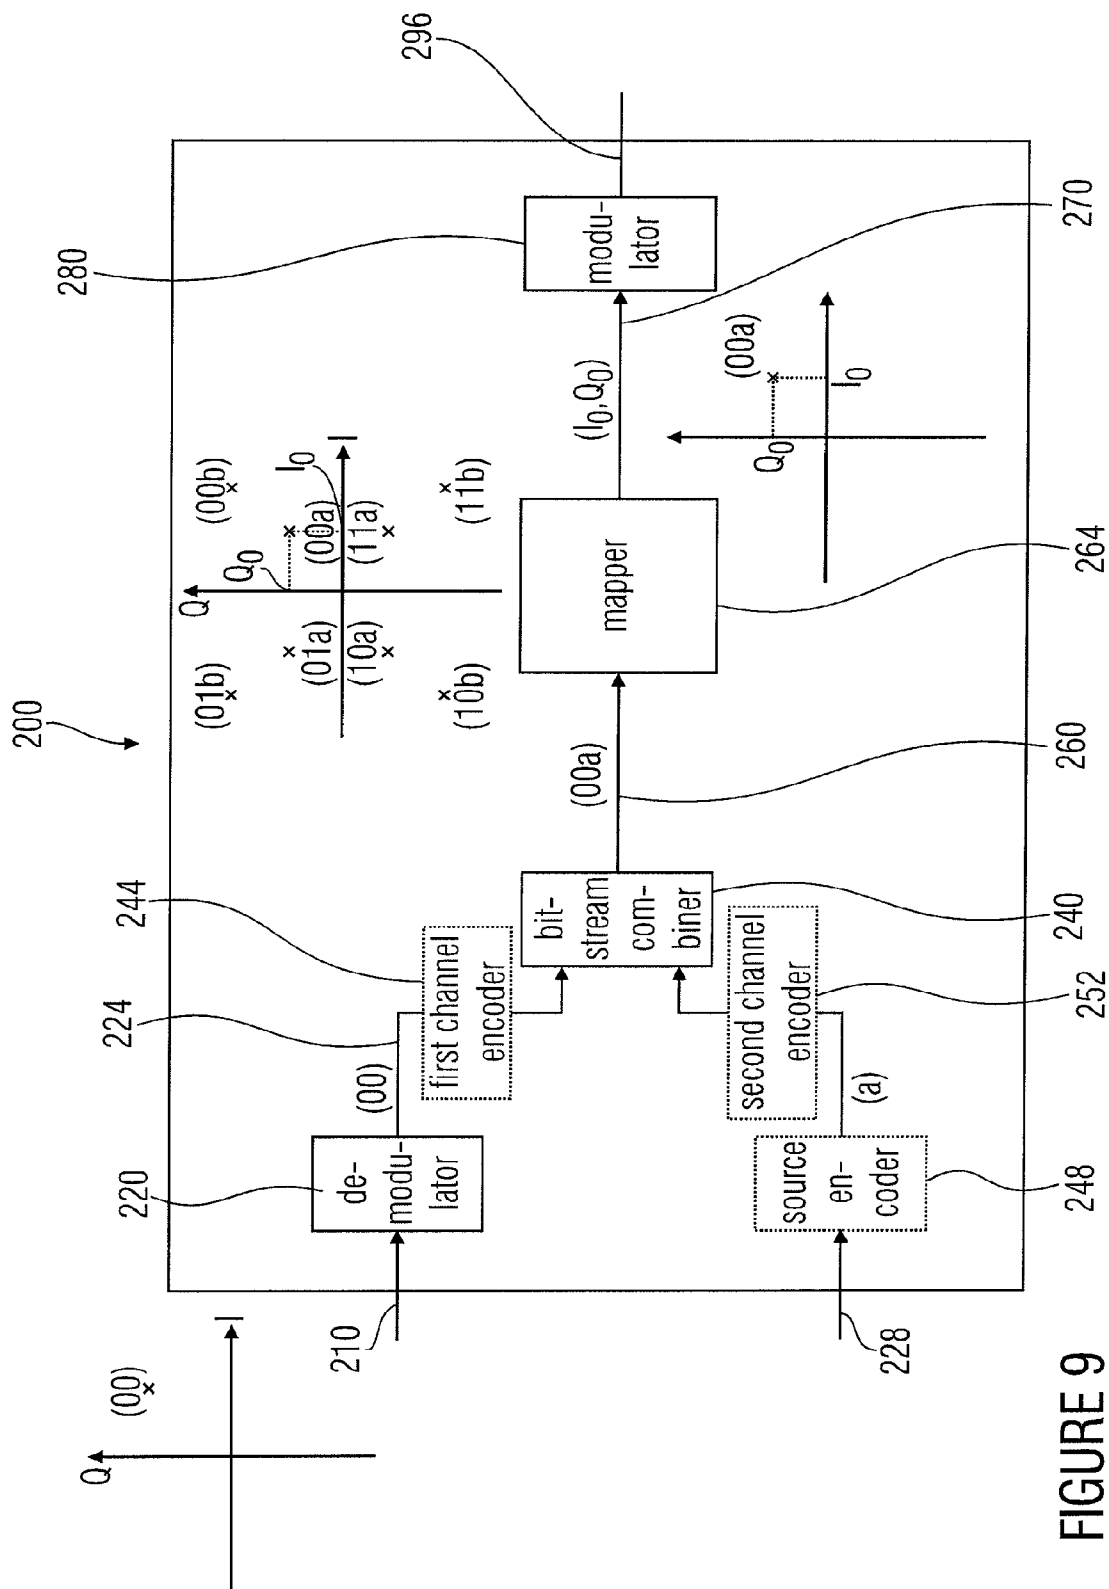 200
280
296
Q
(01b)
(00b)
Q0
I0
I
(01a)
(00a)
(10a)
(11a)
(10b)
(11b)
Q
(00)
I
210
220
de-
modu-
lator
(00)
224
244
first channel
encoder
bit-
stream
com-
biner
240
(00a)
260
mapper
264
(I0,Q0)
270
modu-
lator
Q0
(00a)
I0
228
source
en-
coder
248
(a)
second channel
encoder
252
FIGURE 9